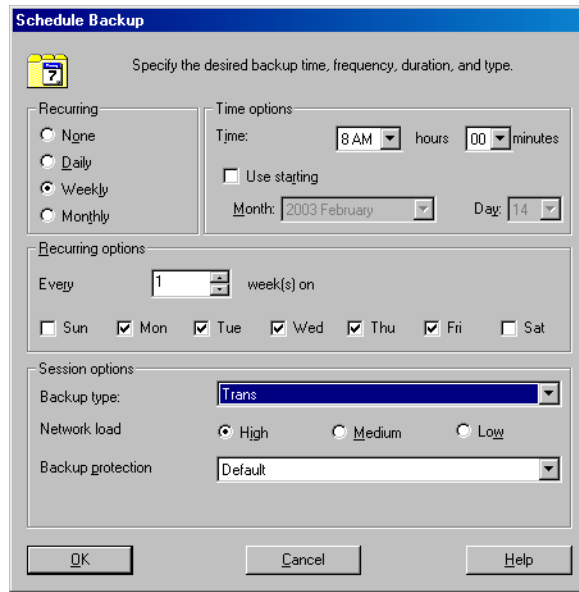 Schedule Backup
7
Specify the desired backup time, frequency, duration, and type.
Recurring
None
Daily
Weekly
Monthly
Time options
Time: 8 AM hours 00 minutes
Use starting
Month: 2003 February Day: 14
Recurring options
Every 1 week(s) on
Sun Mon Tue Wed Thu Fri Sat
Session options
Backup type: Trans
Network load High Medium Low
Backup protection Default
OK Cancel Help